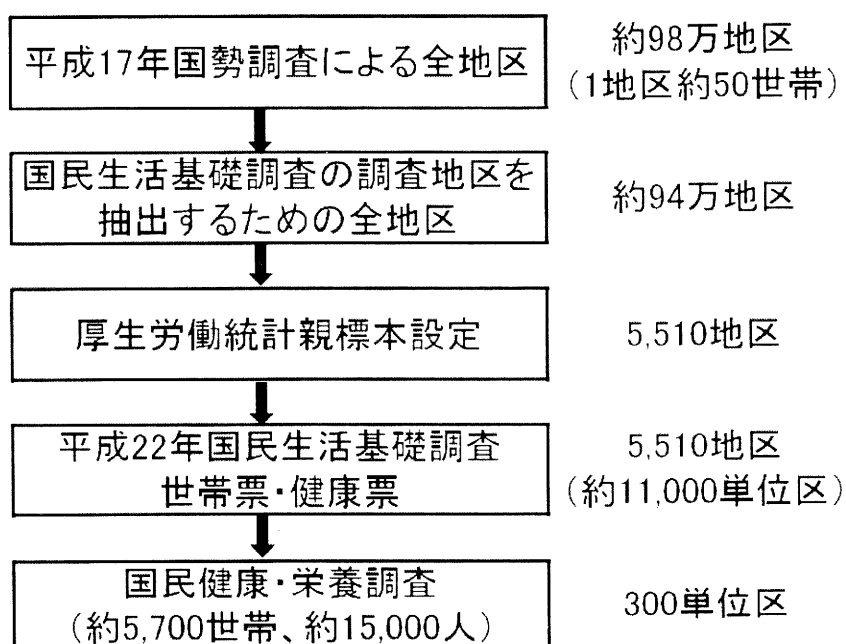 平成17年国勢調査による全地区
約98万地区
（1地区約50世帯）
国民生活基礎調査の調査地区を
抽出するための全地区
約94万地区
厚生労働統計親標本設定
5,510地区
平成22年国民生活基礎調査
世帯票・健康票
5,510地区
（約11,000単位区）
国民健康・栄養調査
（約5,700世帯、約15,000人）
300単位区